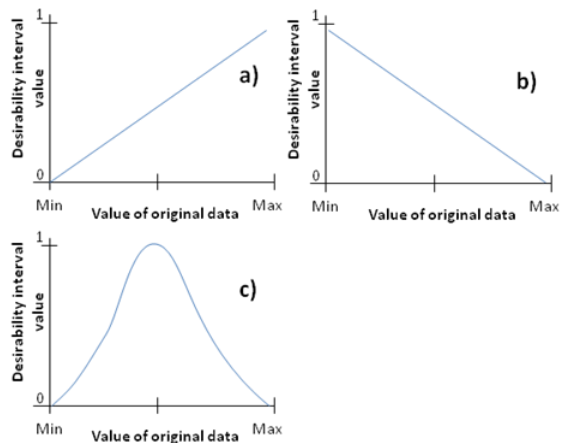 Desirability interval
value
1
0
a)
Min
Value of original data
Max
Desirability interval
value
1
0
b)
Min
Value of original data
Max
Desirability interval
value
1
0
c)
Min
Value of original data
Max